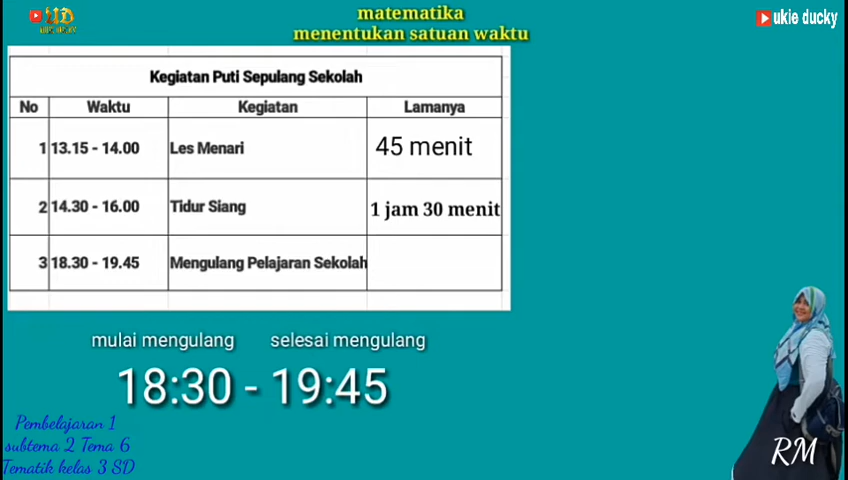 UD
UKIE DUCKY
matematika
menentukan satuan waktu
ukie ducky
Kegiatan Puti Sepulang Sekolah
No Waktu Kegiatan Lamanya
1 13.15 - 14.00 Les Menari 45 menit
2 14.30 - 16.00 Tidur Siang 1 jam 30 menit
3 18.30 - 19.45 Mengulang Pelajaran Sekolah
mulai mengulang selesai mengulang
18:30 - 19:45
Pembelajaran 1
subtema 2 Tema 6
Tematik kelas 3 SD
RM